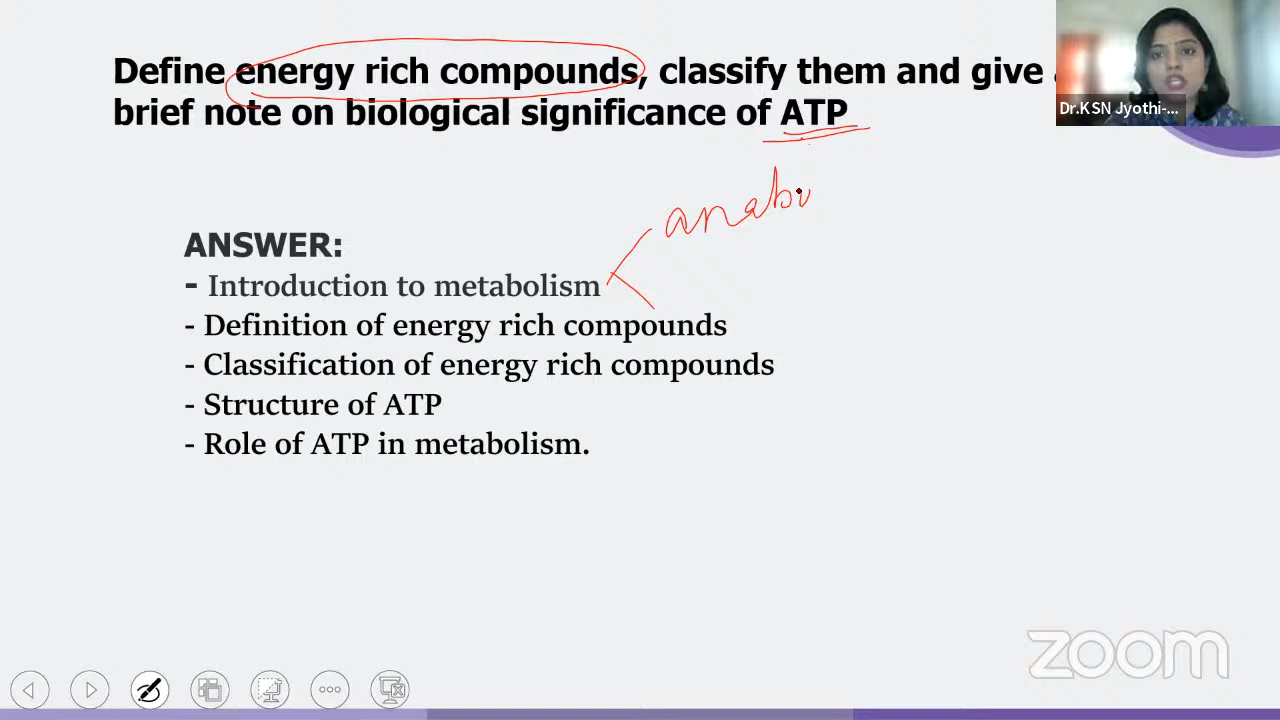 Define energy rich compounds, classify them and give
brief note on biological significance of ATP
Dr.KSN Jyothi-...
anabo
ANSWER:
- Introduction to metabolism
- Definition of energy rich compounds
- Classification of energy rich compounds
- Structure of ATP
- Role of ATP in metabolism.
zoom